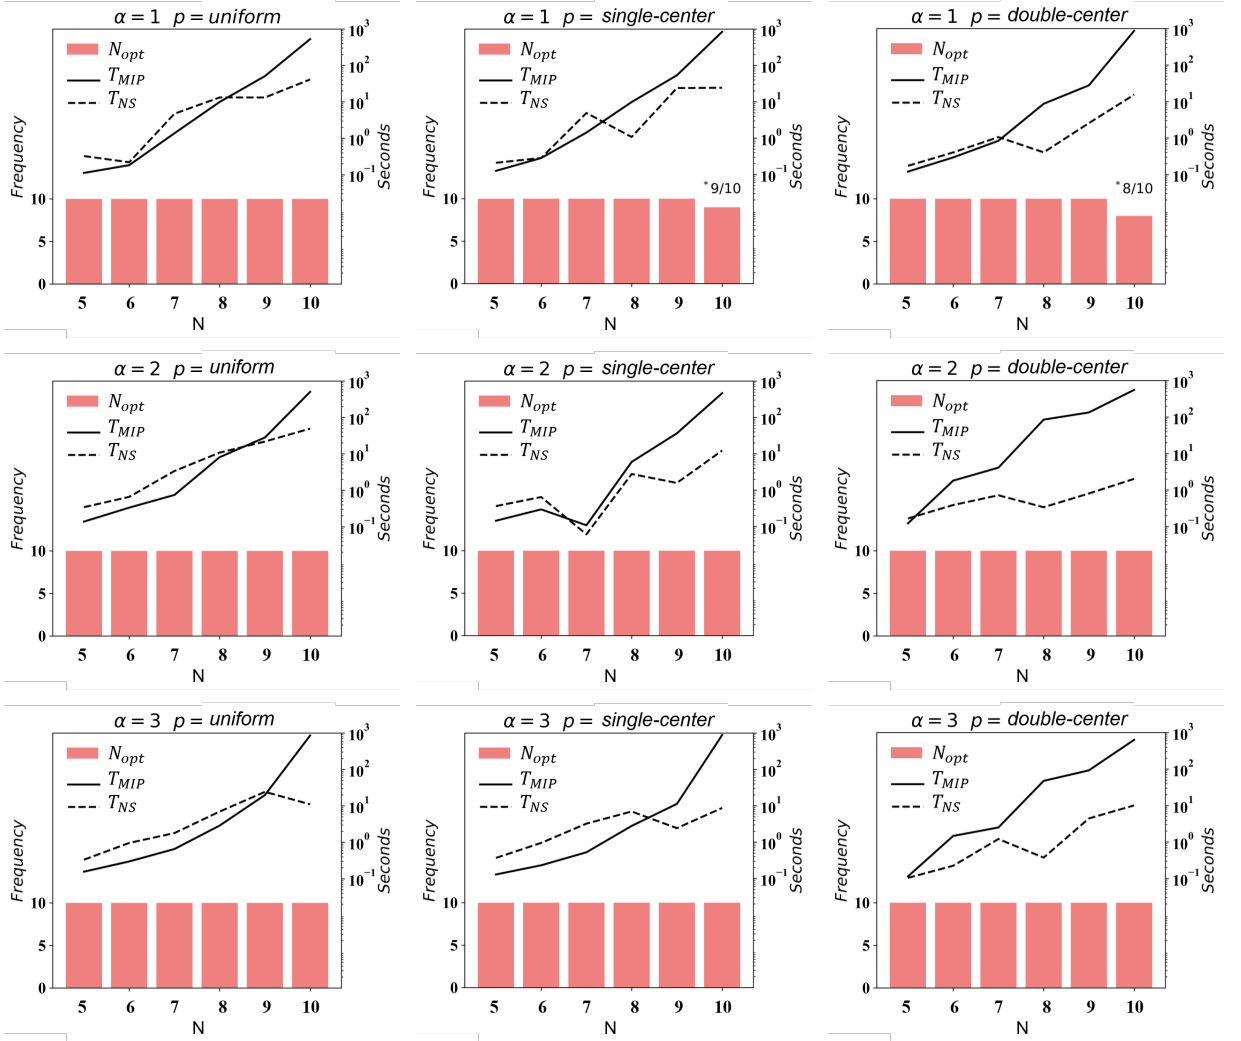 α = 1 p = uniform
N_opt
T_MIP
T_NS
Frequency
Seconds
10
5
0
10^3
10^2
10^1
10^0
10^-1
5 6 7 8 9 10
N
α = 1 p = single-center
N_opt
T_MIP
T_NS
Frequency
Seconds
*9/10
10
5
0
10^3
10^2
10^1
10^0
10^-1
5 6 7 8 9 10
N
α = 1 p = double-center
N_opt
T_MIP
T_NS
Frequency
Seconds
*8/10
10
5
0
10^3
10^2
10^1
10^0
10^-1
5 6 7 8 9 10
N
α = 2 p = uniform
N_opt
T_MIP
T_NS
Frequency
Seconds
10
5
0
10^3
10^2
10^1
10^0
10^-1
5 6 7 8 9 10
N
α = 2 p = single-center
N_opt
T_MIP
T_NS
Frequency
Seconds
10
5
0
10^3
10^2
10^1
10^0
10^-1
5 6 7 8 9 10
N
α = 2 p = double-center
N_opt
T_MIP
T_NS
Frequency
Seconds
10
5
0
10^3
10^2
10^1
10^0
10^-1
5 6 7 8 9 10
N
α = 3 p = uniform
N_opt
T_MIP
T_NS
Frequency
Seconds
10
5
0
10^3
10^2
10^1
10^0
10^-1
5 6 7 8 9 10
N
α = 3 p = single-center
N_opt
T_MIP
T_NS
Frequency
Seconds
10
5
0
10^3
10^2
10^1
10^0
10^-1
5 6 7 8 9 10
N
α = 3 p = double-center
N_opt
T_MIP
T_NS
Frequency
Seconds
10
5
0
10^3
10^2
10^1
10^0
10^-1
5 6 7 8 9 10
N